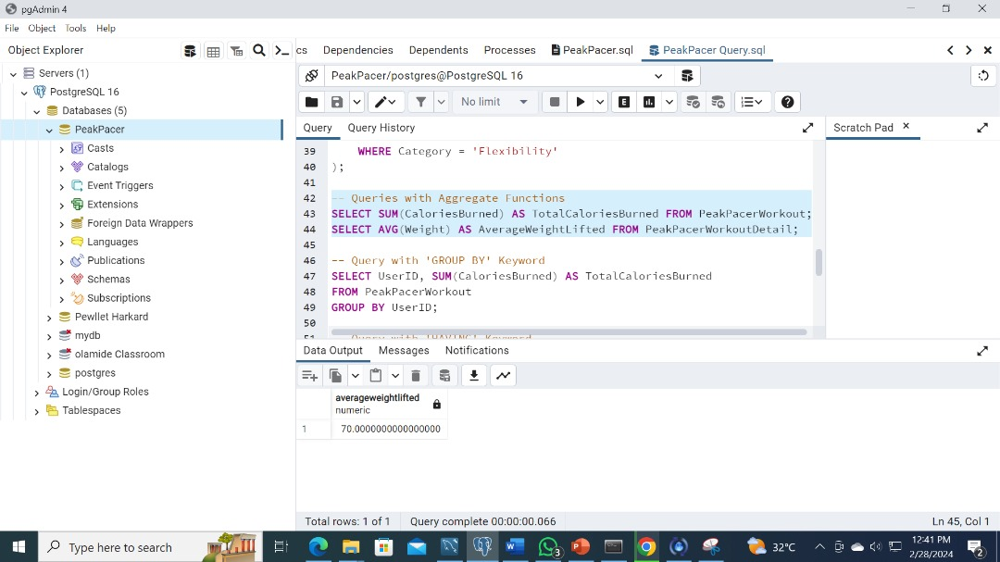 pgAdmin 4
File Object Tools Help
Object Explorer
cs Dependencies Dependents Processes PeakPacer.sql PeakPacer Query.sql
Servers (1)
PostgreSQL 16
Databases (5)
PeakPacer
Casts
Catalogs
Event Triggers
Extensions
Foreign Data Wrappers
Languages
Publications
Schemas
Subscriptions
Pewllet Harkard
mydb
olamide Classroom
postgres
Login/Group Roles
Tablespaces
PeakPacer/postgres@PostgreSQL 16
No limit
E
Query Query History
Scratch Pad
39 WHERE Category = 'Flexibility'
40 );
41
42 -- Queries with Aggregate Functions
43 SELECT SUM(CaloriesBurned) AS TotalCaloriesBurned FROM PeakPacerWorkout;
44 SELECT AVG(Weight) AS AverageWeightLifted FROM PeakPacerWorkoutDetail;
45
46 -- Query with 'GROUP BY' Keyword
47 SELECT UserID, SUM(CaloriesBurned) AS TotalCaloriesBurned
48 FROM PeakPacerWorkout
49 GROUP BY UserID;
50
51 -- Query with 'HAVING' Keyword
Data Output Messages Notifications
averageweightlifted
numeric
1 70.0000000000000000
Total rows: 1 of 1 Query complete 00:00:00.066 Ln 45, Col 1
Type here to search
3
32°C
12:41 PM
2/28/2024
2